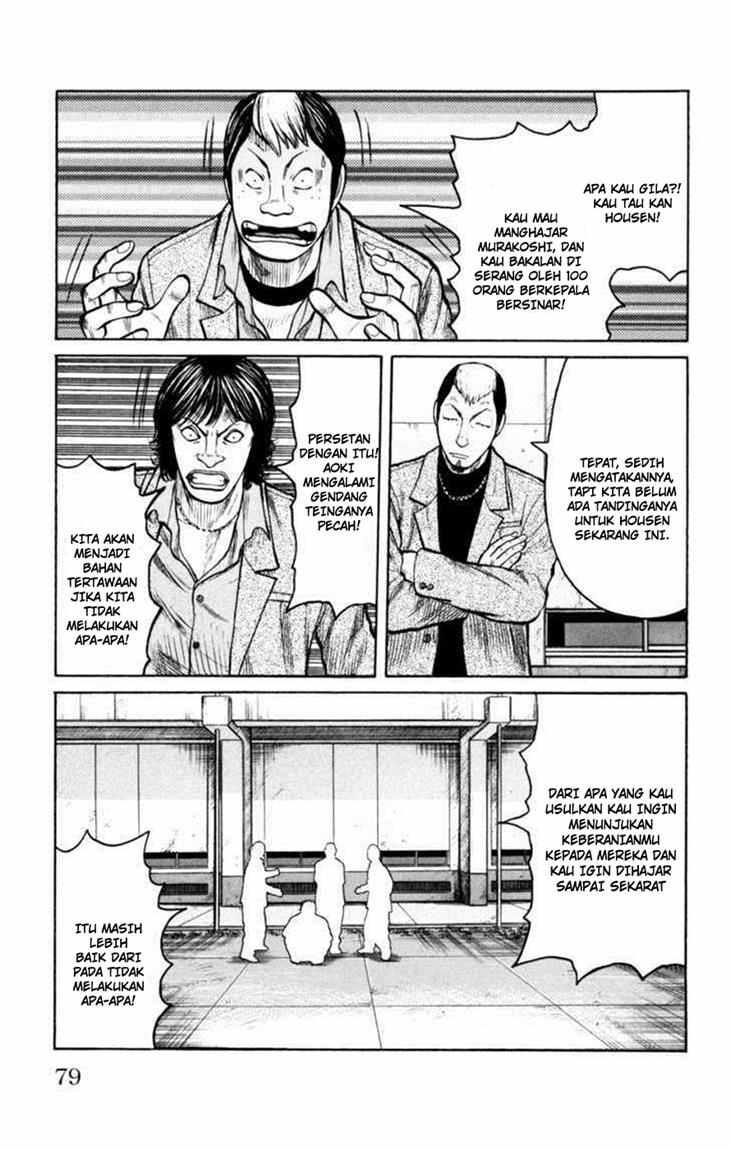 APA KAU GILA?!
KAU TAU KAN
HOUSEN!
KAU MAU
MANGHAJAR
MURAKOSHI, DAN
KAU BAKALAN DI
SERANG OLEH 100
ORANG BERKEPALA
BERSINAR!
TEPAT, SEDIH
MENGATAKANNYA,
TAPI KITA BELUM
ADA TANDINGANYA
UNTUK HOUSEN
SEKARANG INI.
PERSETAN
DENGAN ITU!
AOKI
MENGALAMI
GENDANG
TEINGANYA
PECAH!
KITA AKAN
MENJADI
BAHAN
TERTAWAAN
JIKA KITA
TIDAK
MELAKUKAN
APA-APA!
DARI APA YANG KAU
USULKAN KAU INGIN
MENUNJUKAN
KEBERANIANMU
KEPADA MEREKA DAN
KAU IGIN DIHAJAR
SAMPAI SEKARAT
ITU MASIH
LEBIH
BAIK DARI
PADA TIDAK
MELAKUKAN
APA-APA!
79